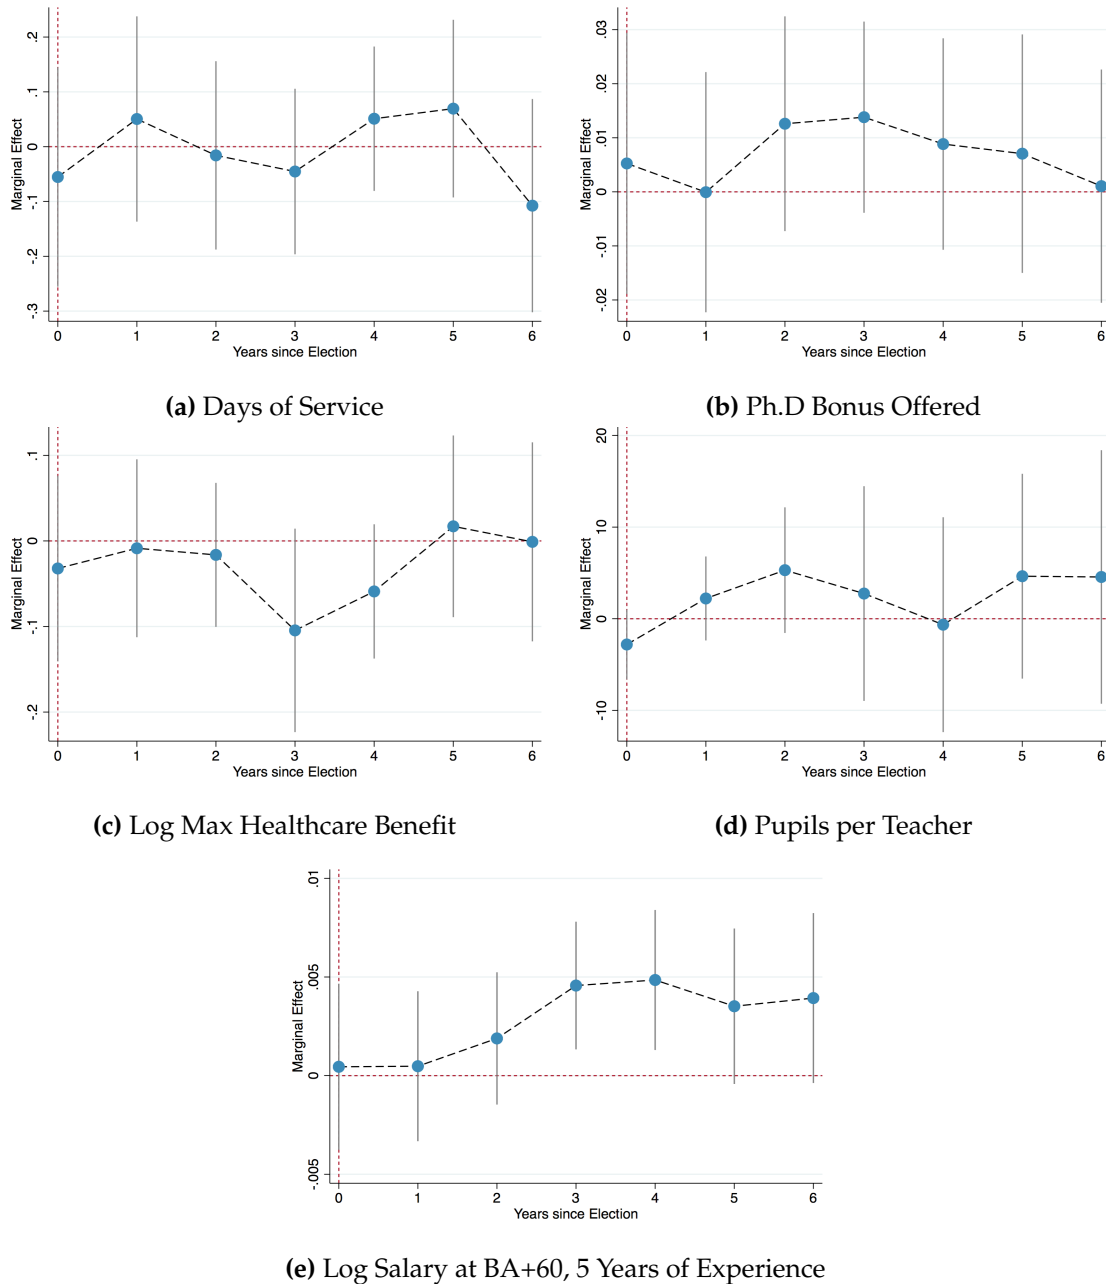 .2
.1
0
-.1
-.2
-.3
Marginal Effect
0 1 2 3 4 5 6
Years since Election
(a) Days of Service
.03
.02
.01
0
-.01
-.02
Marginal Effect
0 1 2 3 4 5 6
Years since Election
(b) Ph.D Bonus Offered
.1
0
-.1
-.2
Marginal Effect
0 1 2 3 4 5 6
Years since Election
(c) Log Max Healthcare Benefit
20
10
0
-10
Marginal Effect
0 1 2 3 4 5 6
Years since Election
(d) Pupils per Teacher
.01
.005
0
-.005
Marginal Effect
0 1 2 3 4 5 6
Years since Election
(e) Log Salary at BA+60, 5 Years of Experience